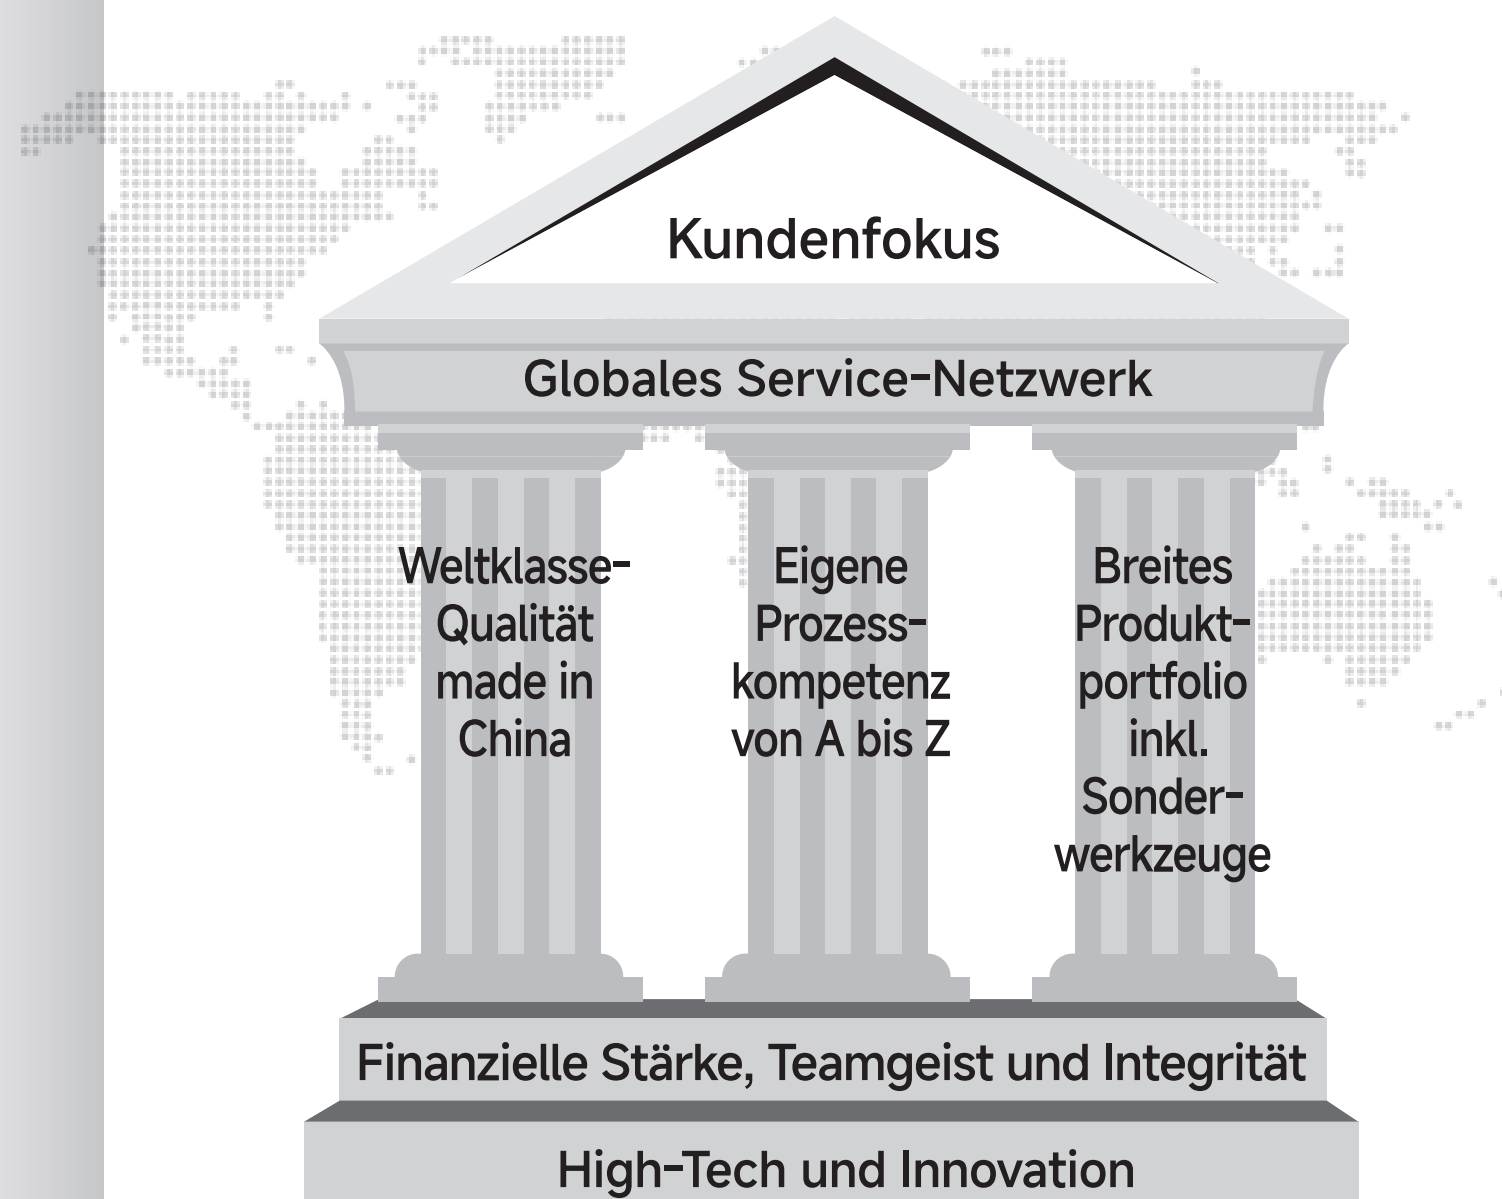 Kundenfokus
Globales Service-Netzwerk
Weltklasse-
Qualität
made in
China
Eigene
Prozess-
kompetenz
von A bis Z
Breites
Produkt-
portfolio
inkl.
Sonder-
werkzeuge
Finanzielle Stärke, Teamgeist und Integrität
High-Tech und Innovation